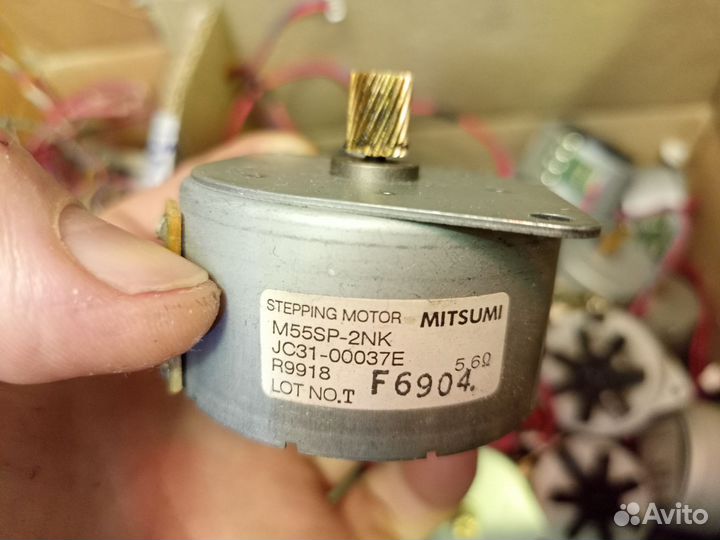 STEPPING MOTOR MITSUMI
M55SP-2NK
JC31-00037E 5,6Ω
R9918
LOT NO.T F6904.
Avito